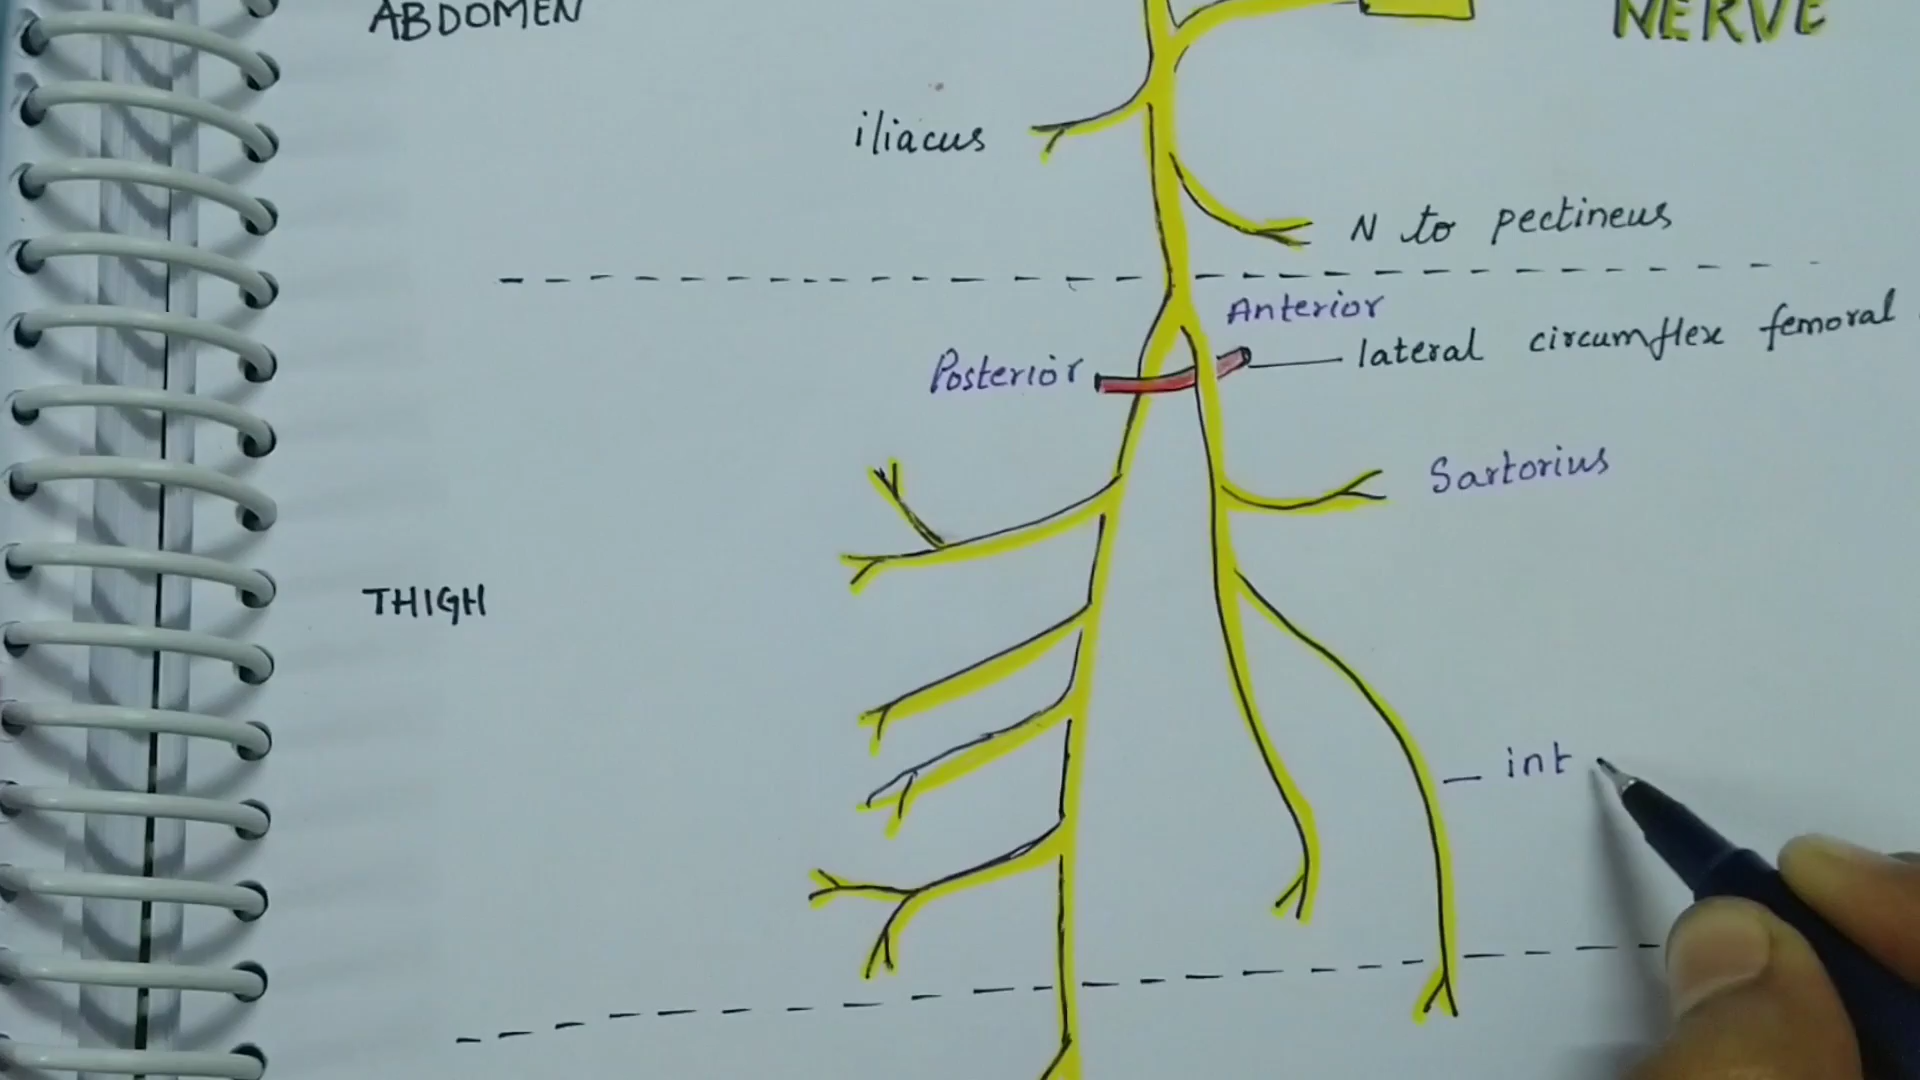 ABDOMEN
NERVE
iliacus
N to pectineus
Anterior
Posterior
lateral circumflex femoral
Sartorius
THIGH
int